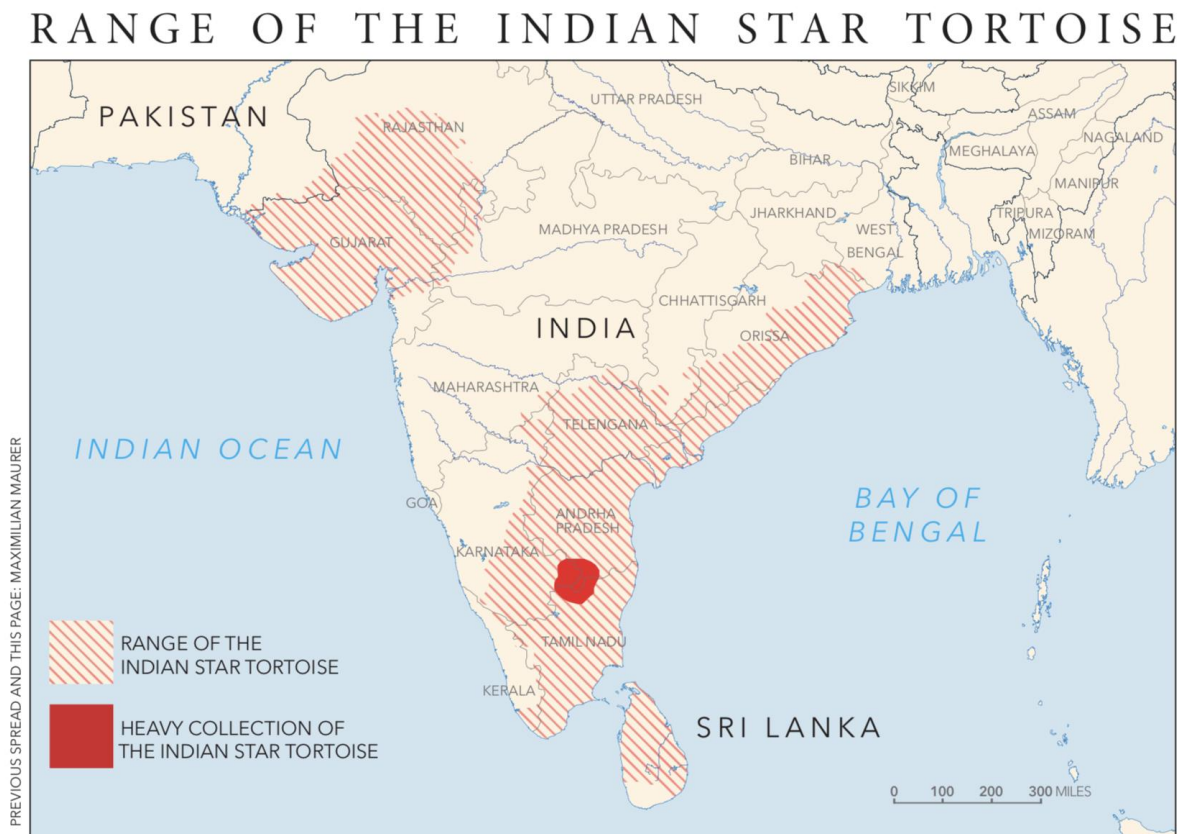 RANGE OF THE INDIAN STAR TORTOISE
PAKISTAN
RAJASTHAN
UTTAR PRADESH
SIKKIM
ASSAM
NAGALAND
MEGHALAYA
BIHAR
MANIPUR
JHARKHAND
TRIPURA
MIZORAM
WEST
BENGAL
GUJARAT
MADHYA PRADESH
CHHATTISGARH
INDIA
ORISSA
MAHARASHTRA
TELENGANA
INDIAN OCEAN
GOA
ANDRHA
PRADESH
BAY OF
BENGAL
KARNATAKA
TAMIL NADU
KERALA
SRI LANKA
RANGE OF THE
INDIAN STAR TORTOISE
HEAVY COLLECTION OF
THE INDIAN STAR TORTOISE
0 100 200 300 MILES
PREVIOUS SPREAD AND THIS PAGE: MAXIMILIAN MAURER